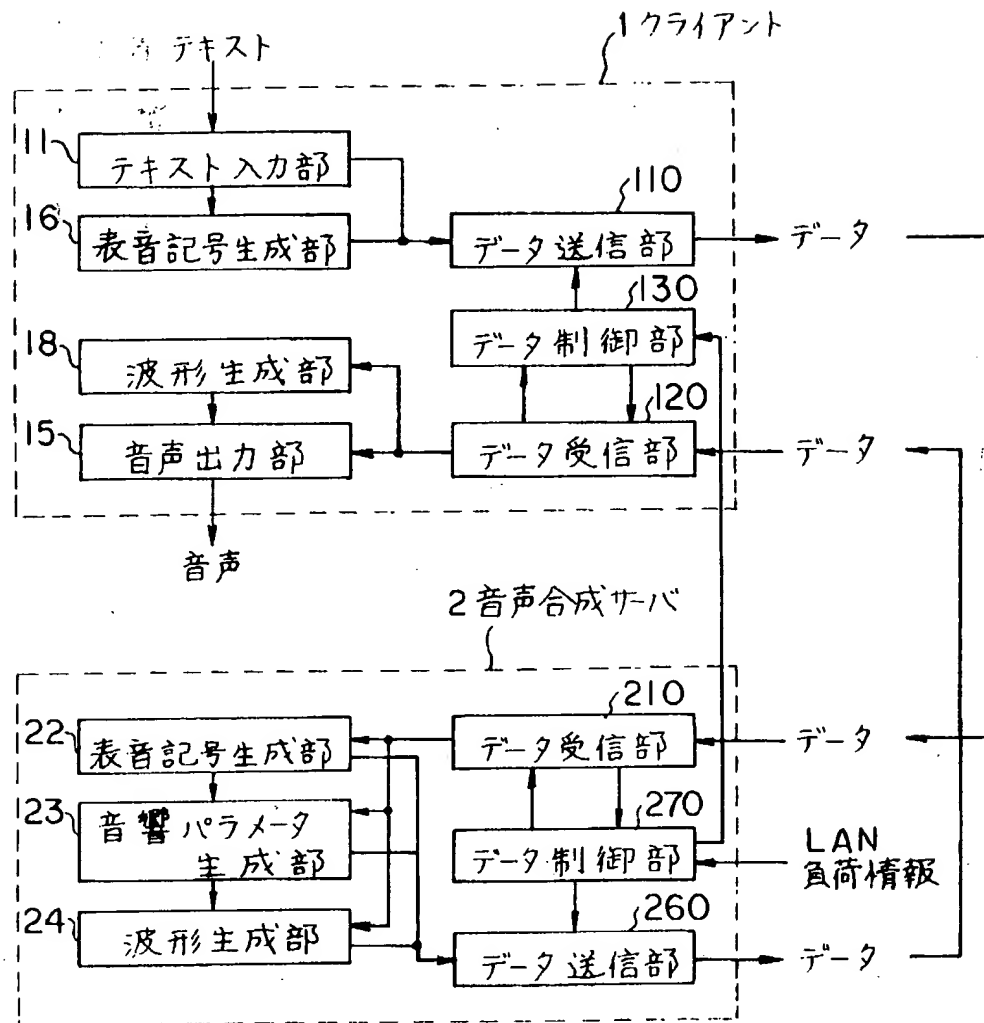 1 クライアント
テキスト
11
テキスト入力部
110
16
表音記号生成部
データ送信部
データ
130
データ制御部
18
波形生成部
120
15
音声出力部
データ受信部
データ
音声
2 音声合成サーバ
210
22
表音記号生成部
データ受信部
データ
23
音響パラメータ
生成部
270
データ制御部
LAN
負荷情報
24
波形生成部
260
データ送信部
データ